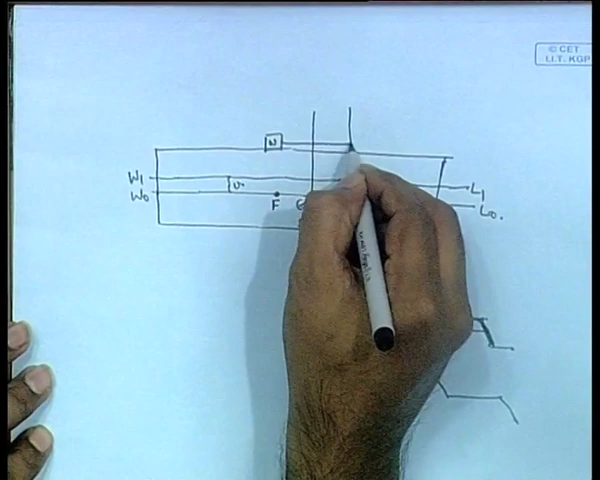 © CET
I.I.T. KGP
W
W₁
L₁
W₀
F
L₀.